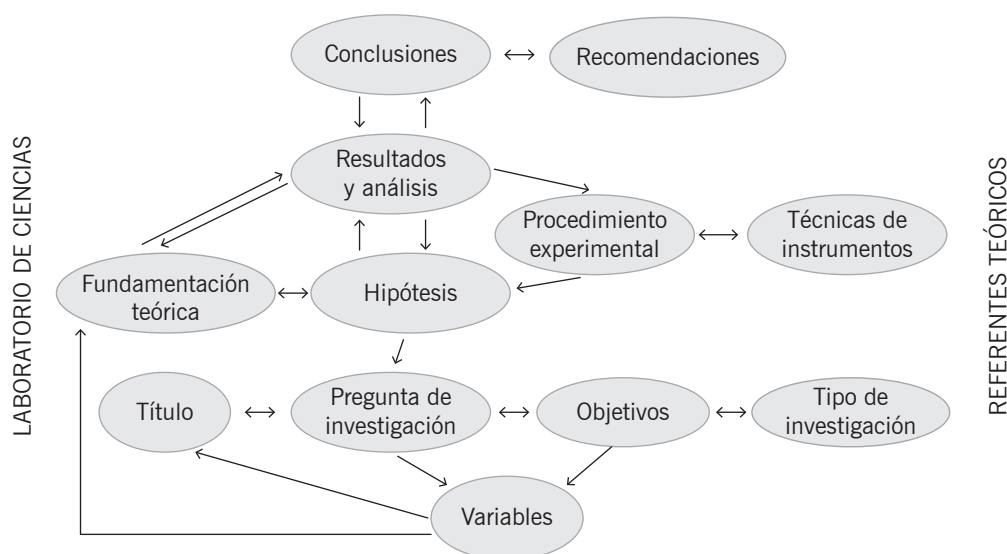 Conclusiones
Recomendaciones
Resultados
y análisis
Procedimiento
experimental
Técnicas de
instrumentos
Fundamentación
teórica
Hipótesis
Título
Pregunta de
investigación
Objetivos
Tipo de
investigación
Variables
LABORATORIO DE CIENCIAS
REFERENTES TEÓRICOS